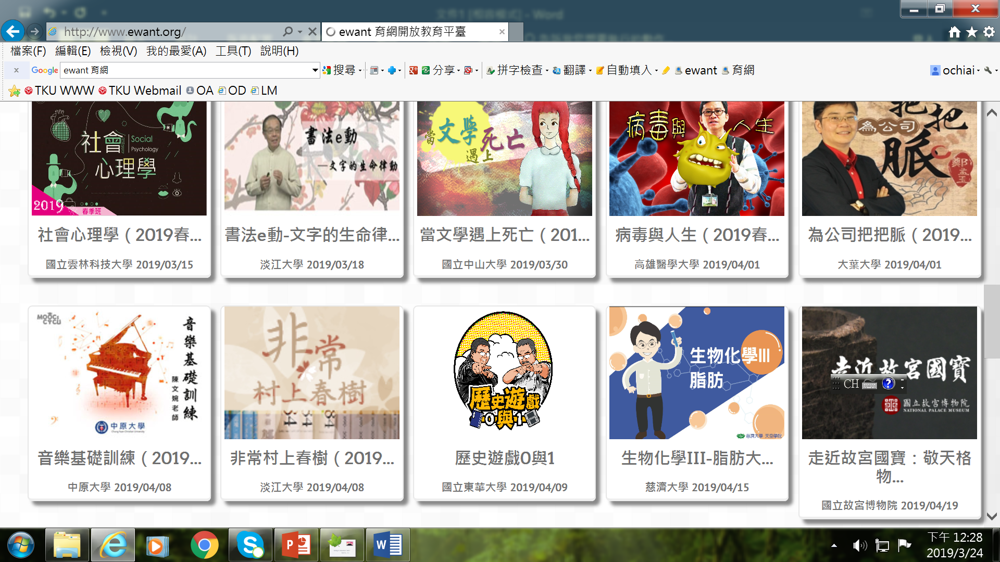 http://www.ewant.org/
ewant 育網開放教育平臺
檔案(F) 編輯(E) 檢視(V) 我的最愛(A) 工具(T) 說明(H)
x Google ewant 育網 搜尋 分享 拼字檢查 翻譯 自動填入 ewant 育網 ochiai
TKU WWW TKU Webmail OA OD LM
社會 心理學 Social Psychology
2019 春季班
書法e動
—文字的生命律動
當文學遇上死亡
病毒與人生
為公司把把脈
鄭孟玉
社會心理學（2019春...
國立雲林科技大學 2019/03/15
書法e動-文字的生命律...
淡江大學 2019/03/18
當文學遇上死亡（201...
國立中山大學 2019/03/30
病毒與人生（2019春...
高雄醫學大學 2019/04/01
為公司把把脈（2019...
大葉大學 2019/04/01
MOOCs CYCU
音樂基礎訓練
陳文婉老師
中原大學
Chung Yuan Christian University
非常
村上春樹
34 34 84
歷史遊戲
0與1
生物化學III
脂肪
慈濟大學 天空學院
走近故宮國寶
CH
國立故宮博物院
NATIONAL PALACE MUSEUM
音樂基礎訓練（2019...
中原大學 2019/04/08
非常村上春樹（2019...
淡江大學 2019/04/08
歷史遊戲0與1
國立東華大學 2019/04/09
生物化學III-脂肪大...
慈濟大學 2019/04/15
走近故宮國寶：敬天格
物...
國立故宮博物院 2019/04/19
下午 12:28
2019/3/24